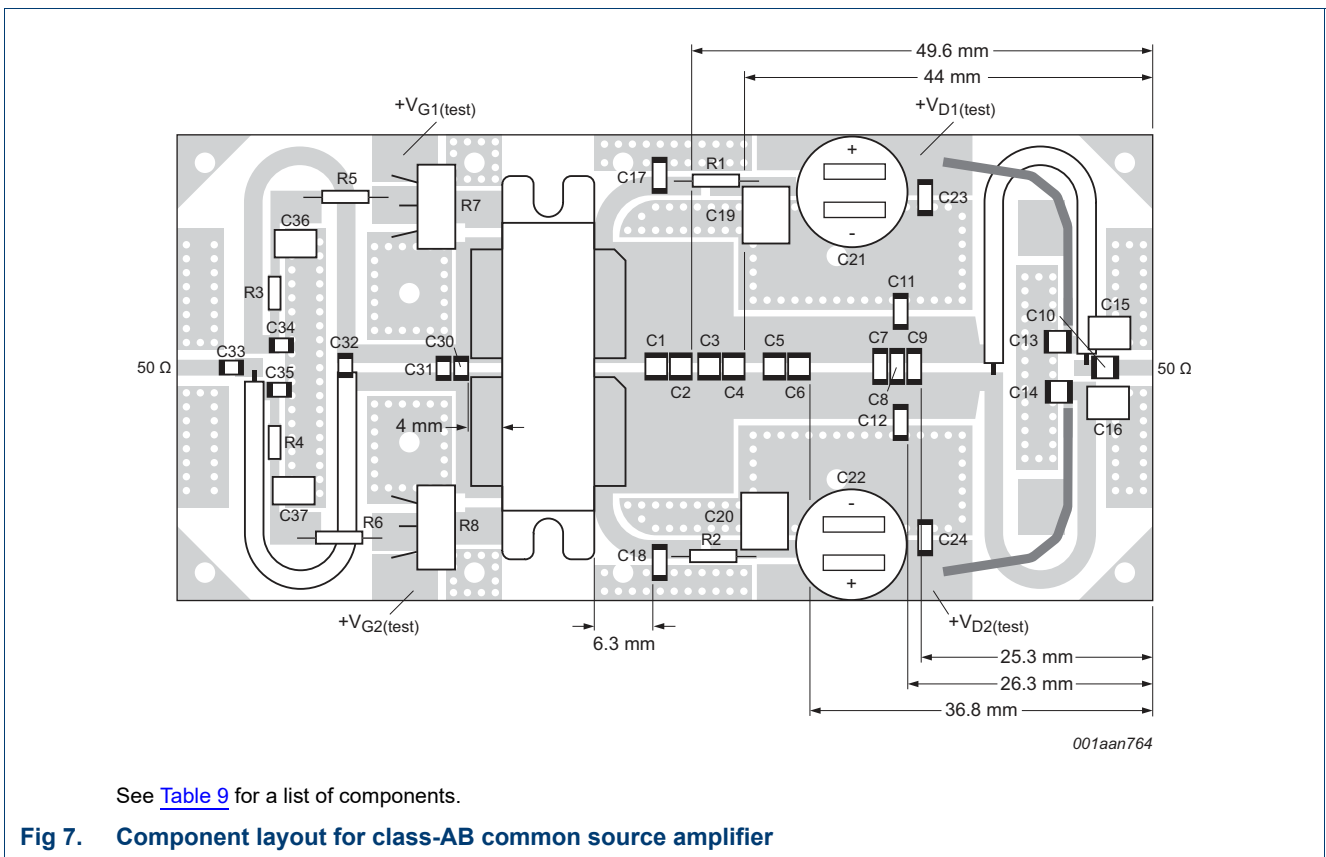 49.6 mm
44 mm
+VG1(test)
+VD1(test)
C17
R1
+
R5
R7
C19
C23
C36
-
C21
R3
C11
C10
C15
C34
C13
C33
C32
C30
C1
C3
C5
C7
C9
50 Ω
C31
50 Ω
C35
C2
C4
C6
C8
C14
C12
4 mm
C16
R4
C22
C37
R6
R8
C20
-
C18
R2
C24
+
+VG2(test)
+VD2(test)
6.3 mm
25.3 mm
26.3 mm
36.8 mm
001aan764
See Table 9 for a list of components.
Fig 7. Component layout for class-AB common source amplifier